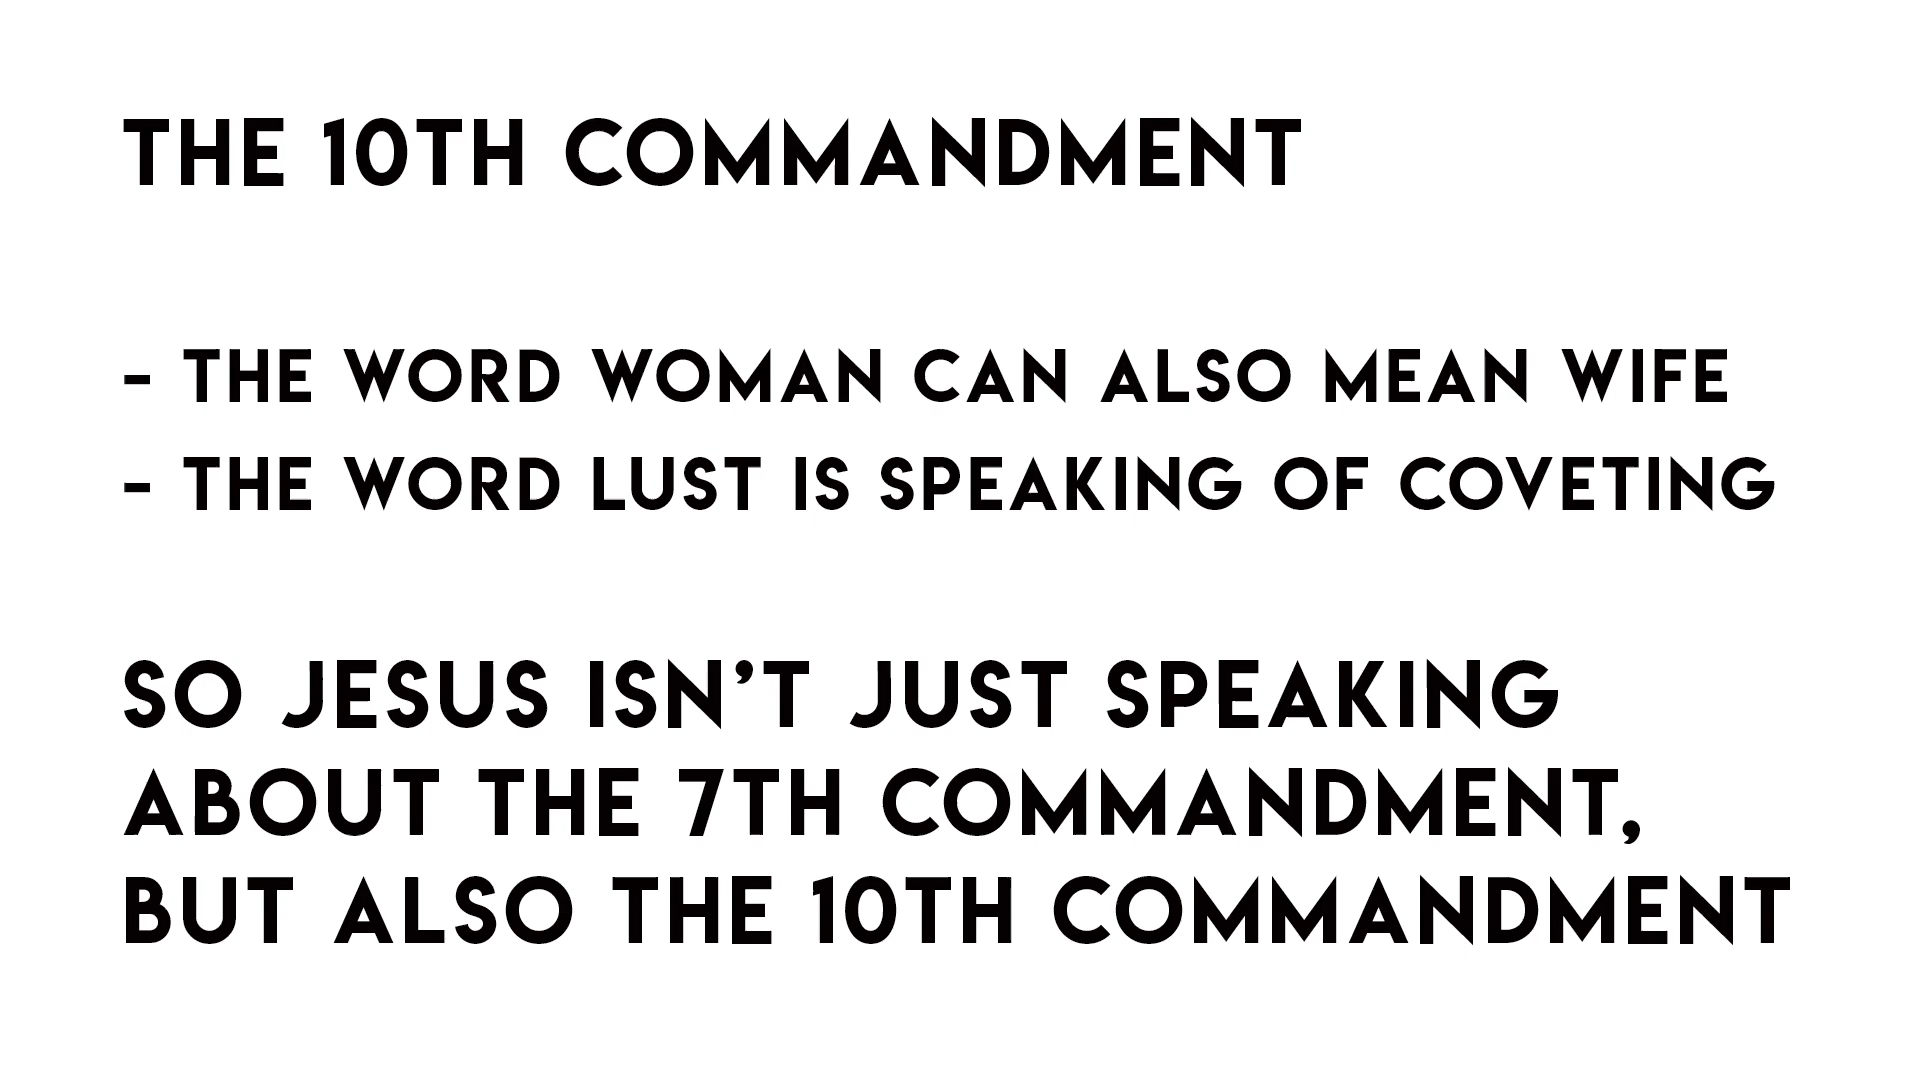 THE 10TH COMMANDMENT
- THE WORD WOMAN CAN ALSO MEAN WIFE
- THE WORD LUST IS SPEAKING OF COVETING
SO JESUS ISN’T JUST SPEAKING
ABOUT THE 7TH COMMANDMENT,
BUT ALSO THE 10TH COMMANDMENT